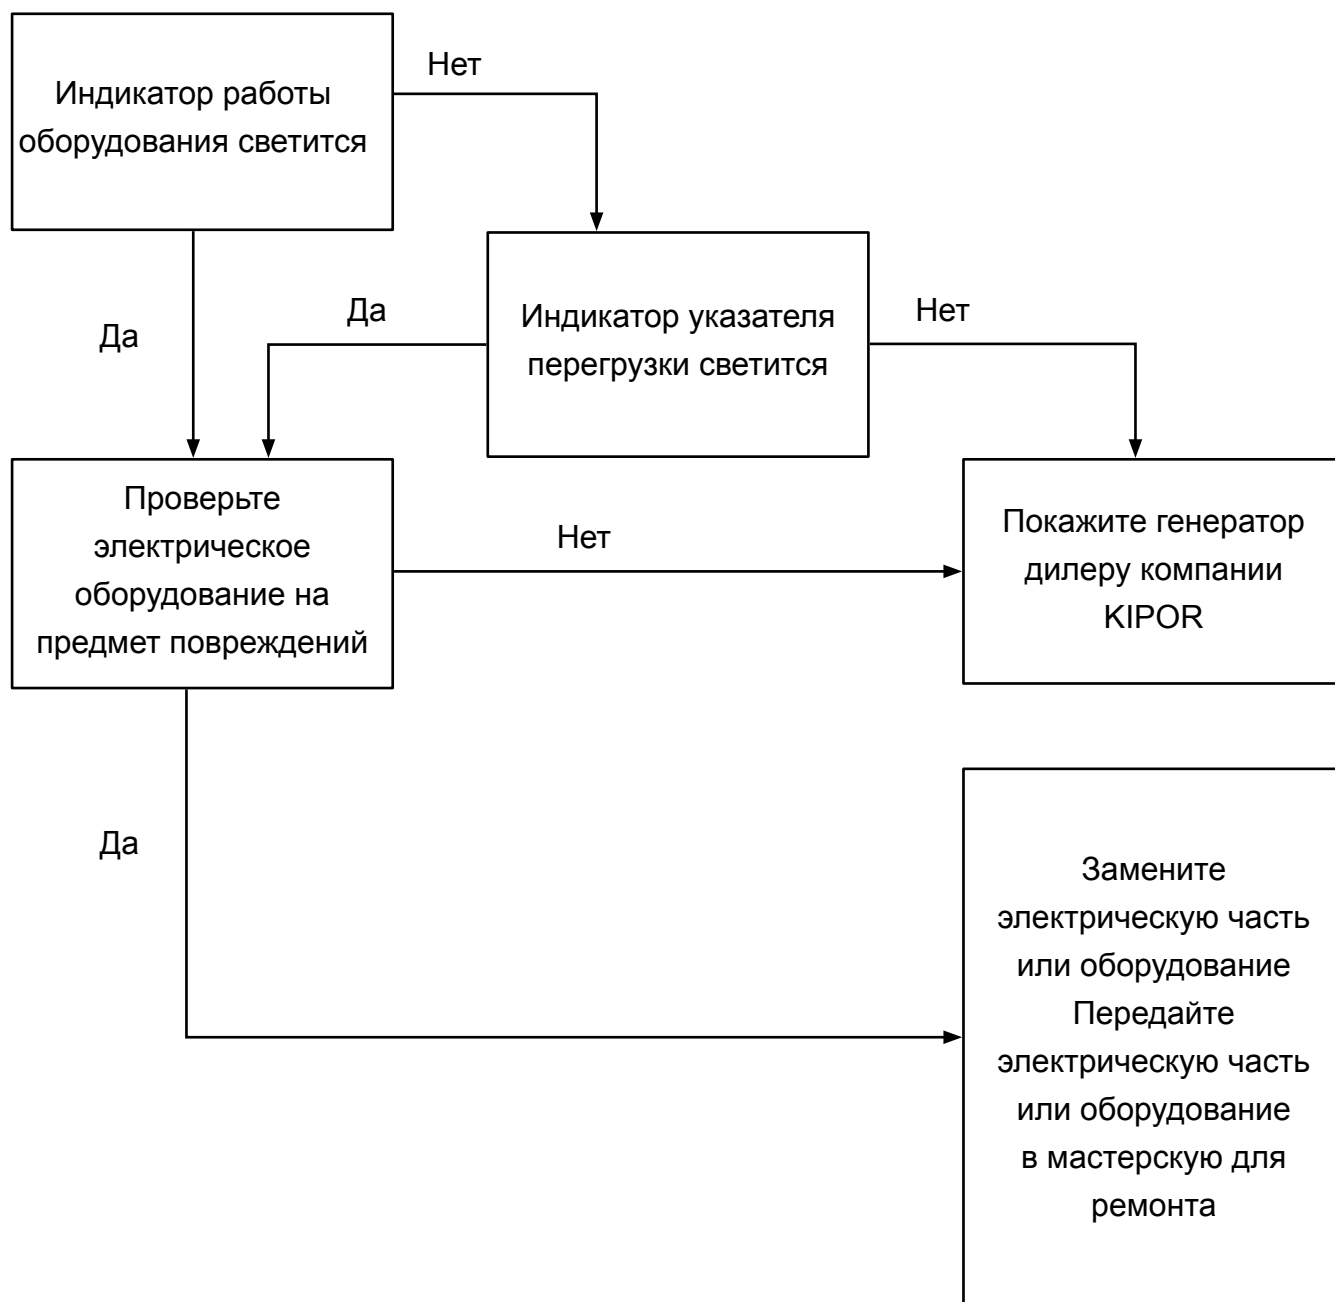 Индикатор работы
оборудования светится
Нет
Да
Индикатор указателя
перегрузки светится
Да
Нет
Проверьте
электрическое
оборудование на
предмет повреждений
Нет
Покажите генератор
дилеру компании
KIPOR
Да
Замените
электрическую часть
или оборудование
Передайте
электрическую часть
или оборудование
в мастерскую для
ремонта